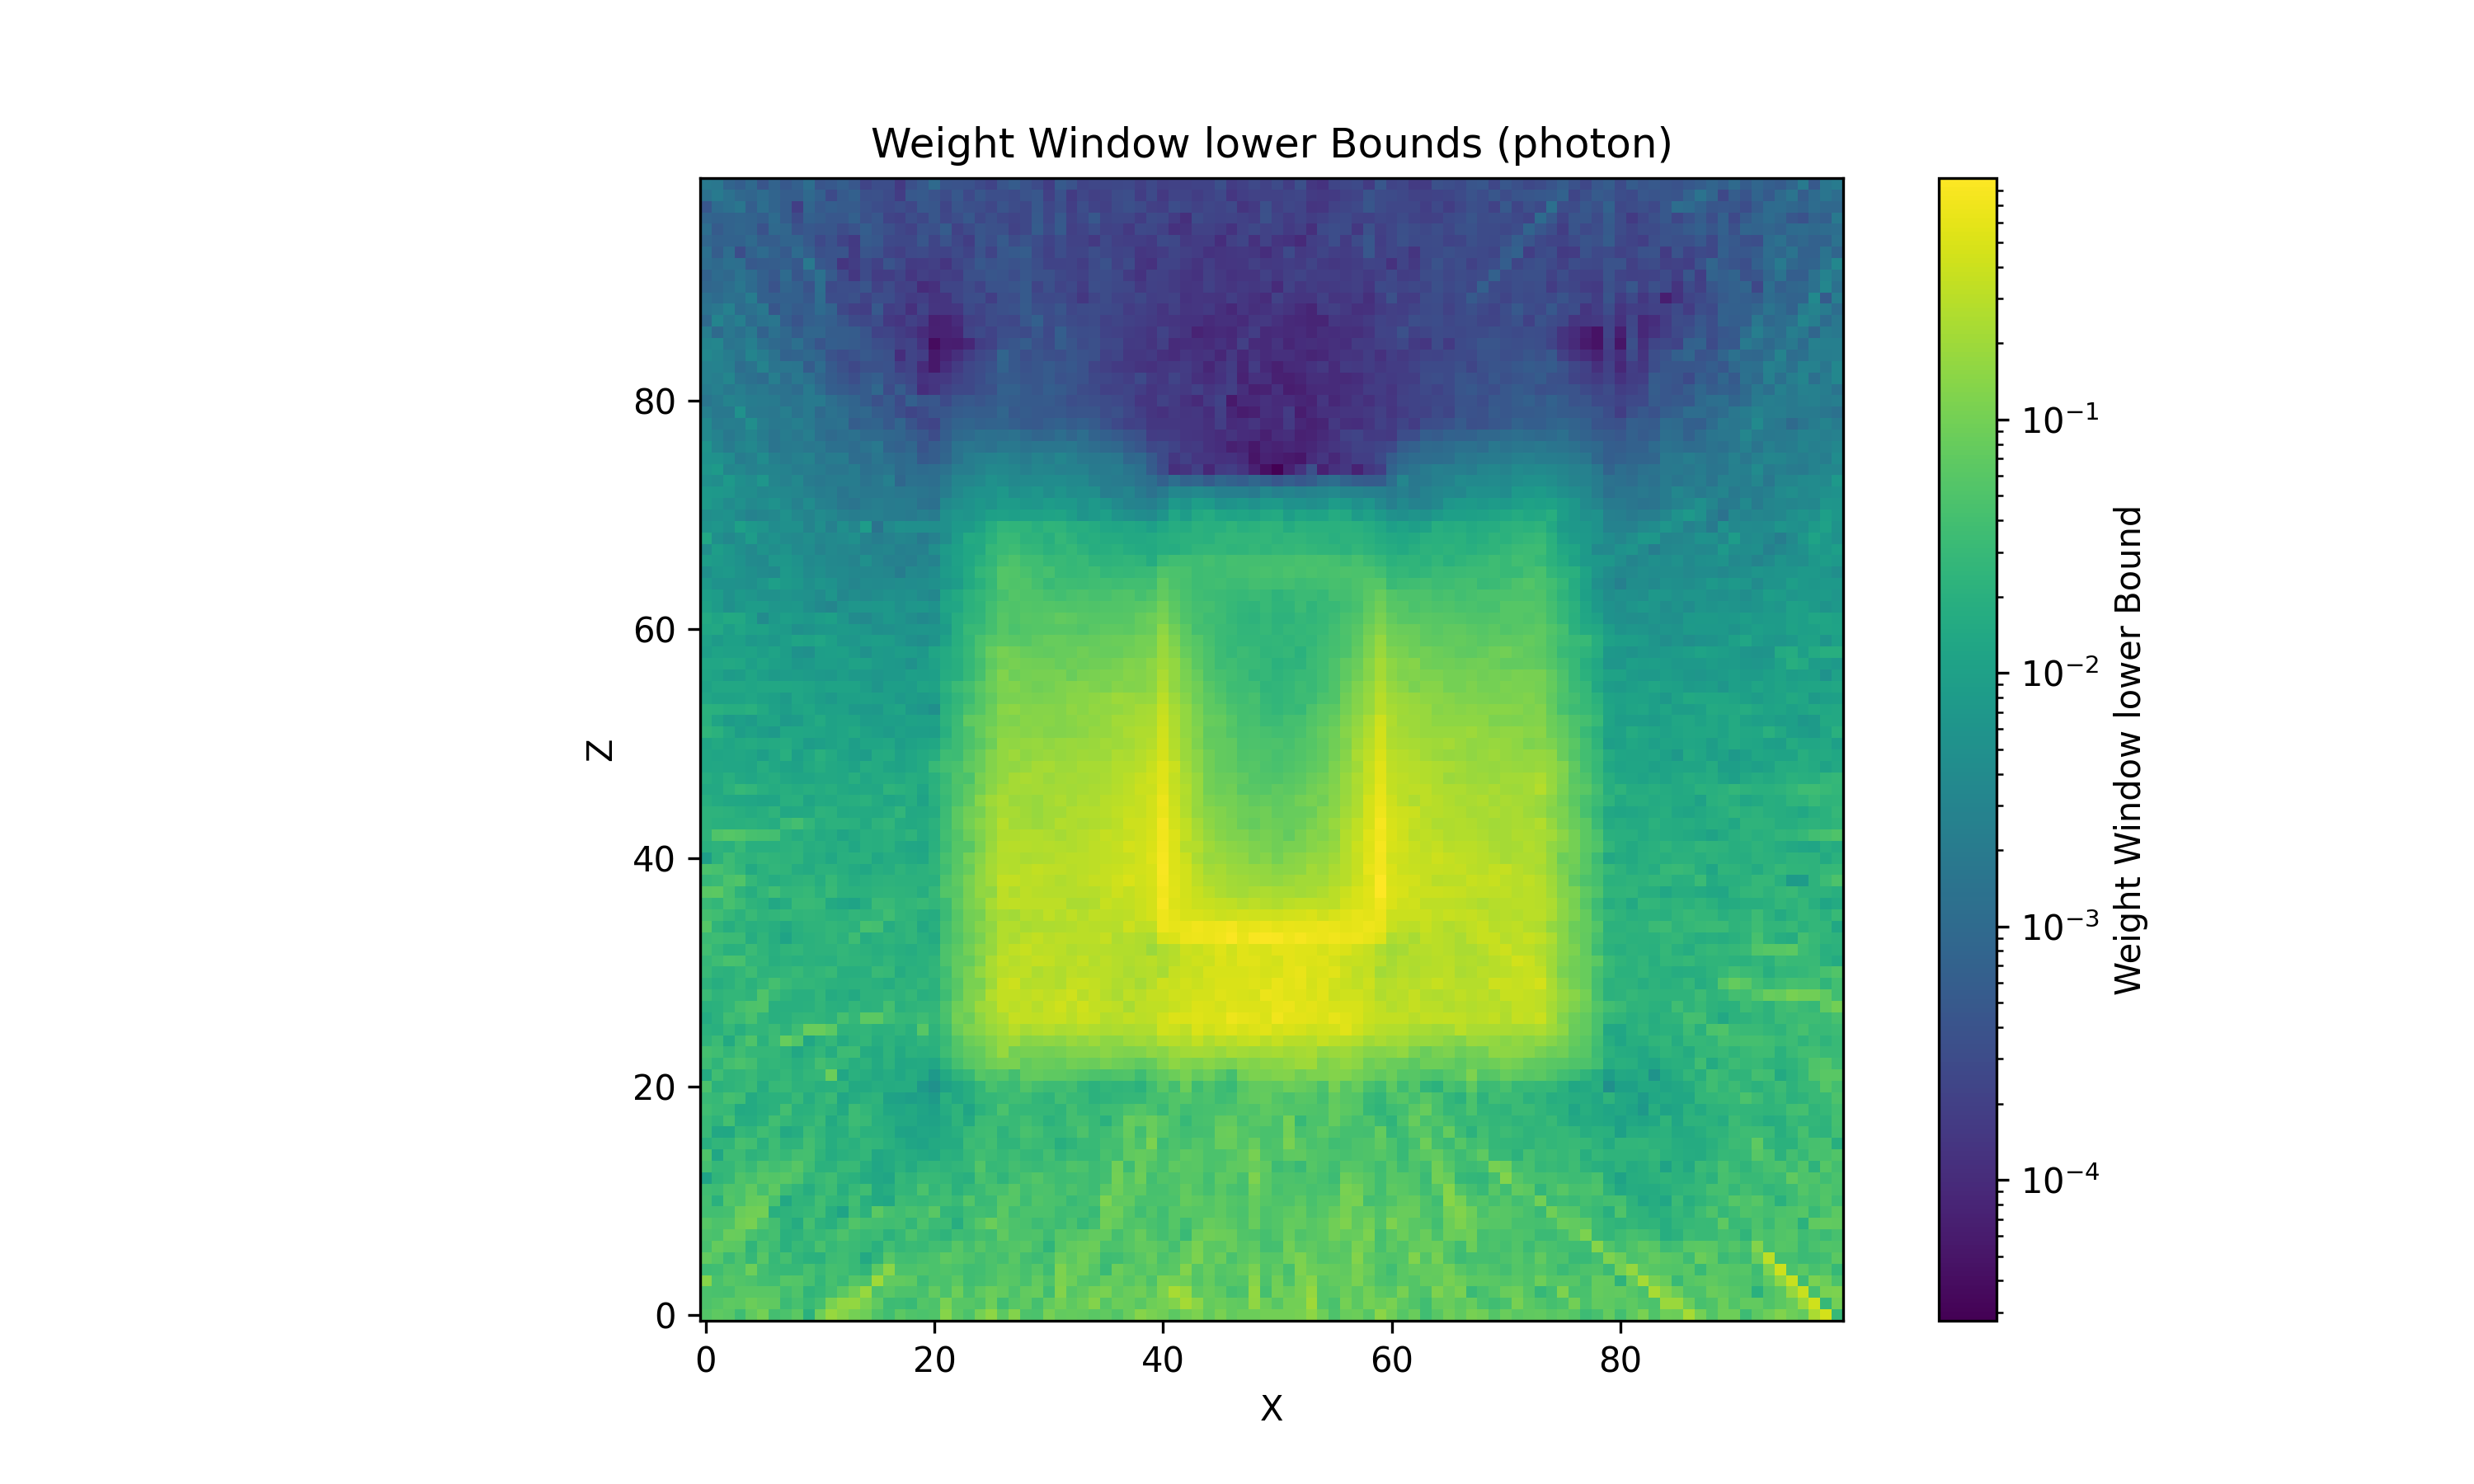 Weight Window lower Bounds (photon)
80
60
40
20
0
Z
0 20 40 60 80
X
10⁻¹
10⁻²
10⁻³
10⁻⁴
Weight Window lower Bound